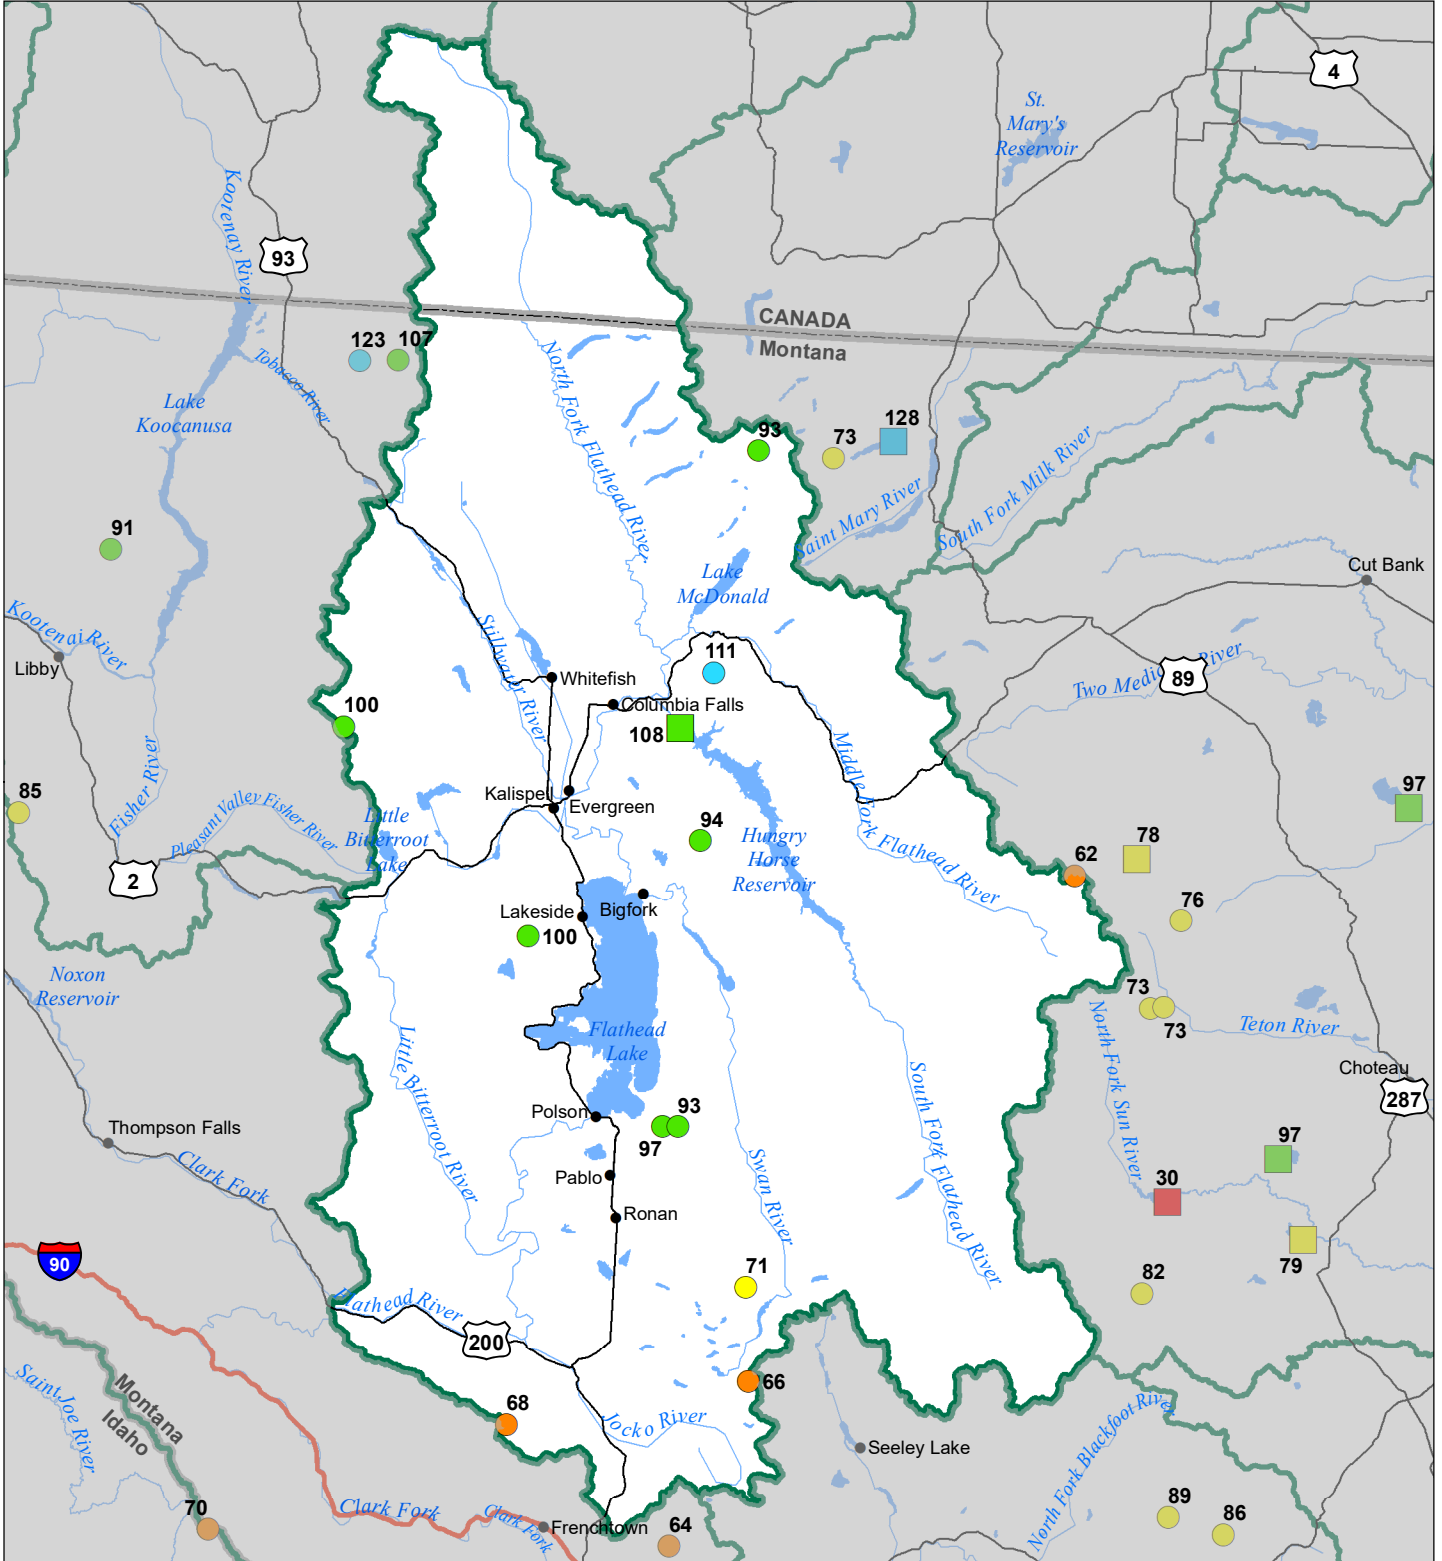 4
St.
Mary's
Reservoir
Kootenay River
93
CANADA
Montana
123
107
Tobacco River
North Fork Flathead River
Lake
Koocanusa
93
73
128
South Fork Milk River
Saint Mary River
91
Cut Bank
Lake
McDonald
Kootenai River
Libby
Stillwater River
Whitefish
111
Two Medicine River
89
100
Columbia Falls
108
Middle Fork Flathead River
Fisher River
85
Kalispell
Evergreen
97
Pleasant Valley Fisher River
Little
Bitterroot
Lake
94
Hungry
Horse
Reservoir
78
62
2
76
Lakeside
Bigfork
100
Noxon
Reservoir
73
73
North Fork Sun River
Teton River
Flathead
Lake
Little Bitterroot River
South Fork Flathead River
Choteau
287
Polson
93
97
Thompson Falls
Clark Fork
Swan River
Pablo
97
30
Ronan
79
90
71
82
Flathead River
200
Saint Joe River
Montana
Idaho
66
68
Jocko River
North Fork Blackfoot River
Seeley Lake
70
Clark Fork
Clark Fork
Frenchtown
64
89
86